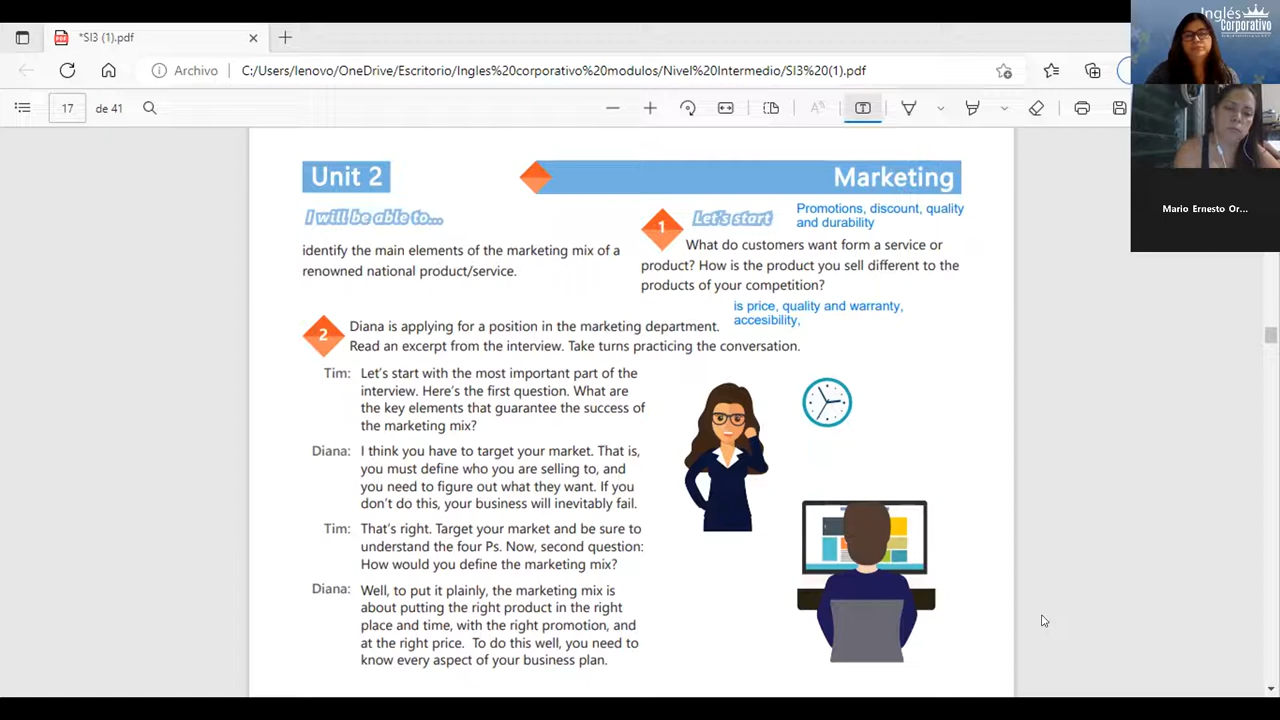 *SI3 (1).pdf
Archivo
C:/Users/lenovo/OneDrive/Escritorio/Ingles%20corporativo%20modulos/Nivel%20Intermedio/SI3%20(1).pdf
17
de 41
Inglés
Corporativo
Mario Ernesto Or...
Unit 2
Marketing
I will be able to...
identify the main elements of the marketing mix of a
renowned national product/service.
1
Let's start
Promotions, discount, quality
and durability
What do customers want form a service or
product? How is the product you sell different to the
products of your competition?
is price, quality and warranty,
accesibility,
2
Diana is applying for a position in the marketing department.
Read an excerpt from the interview. Take turns practicing the conversation.
Tim: Let's start with the most important part of the
interview. Here's the first question. What are
the key elements that guarantee the success of
the marketing mix?
Diana: I think you have to target your market. That is,
you must define who you are selling to, and
you need to figure out what they want. If you
don't do this, your business will inevitably fail.
Tim: That's right. Target your market and be sure to
understand the four Ps. Now, second question:
How would you define the marketing mix?
Diana: Well, to put it plainly, the marketing mix is
about putting the right product in the right
place and time, with the right promotion, and
at the right price. To do this well, you need to
know every aspect of your business plan.